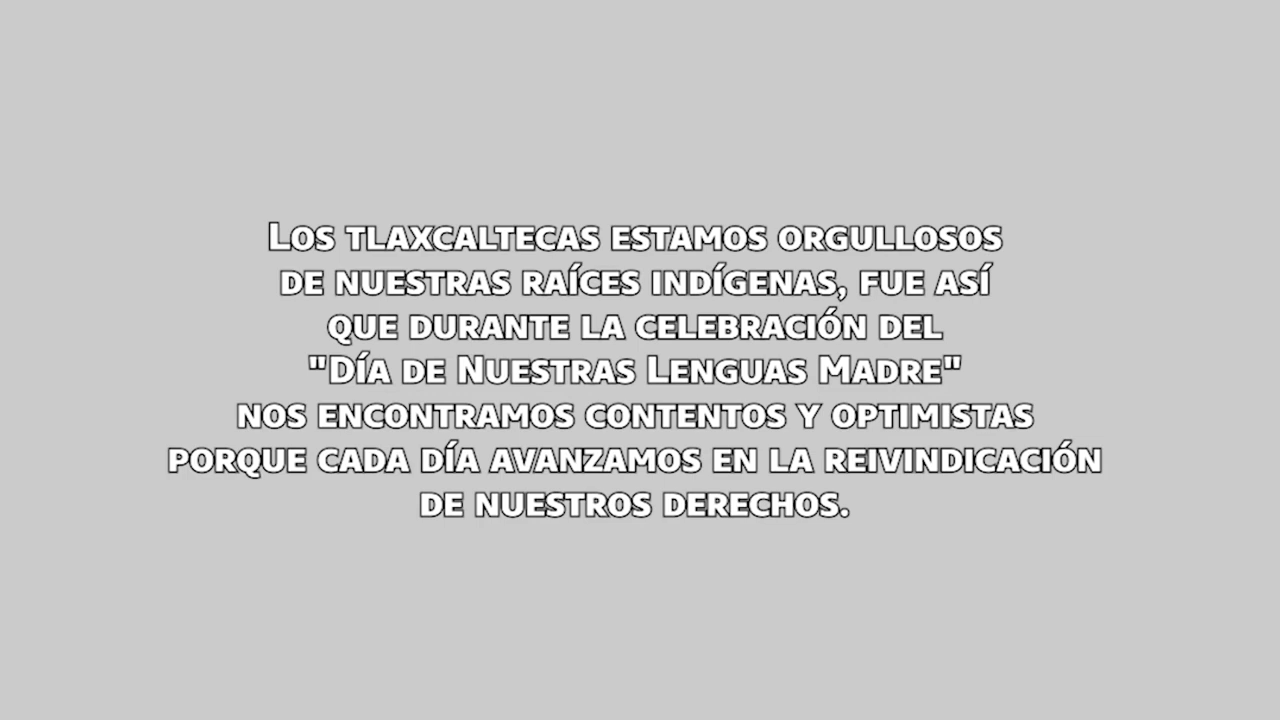 Los tlaxcaltecas estamos orgullosos
de nuestras raíces indígenas, fue así
que durante la celebración del
"Día de Nuestras Lenguas Madre"
nos encontramos contentos y optimistas
porque cada día avanzamos en la reivindicación
de nuestros derechos.